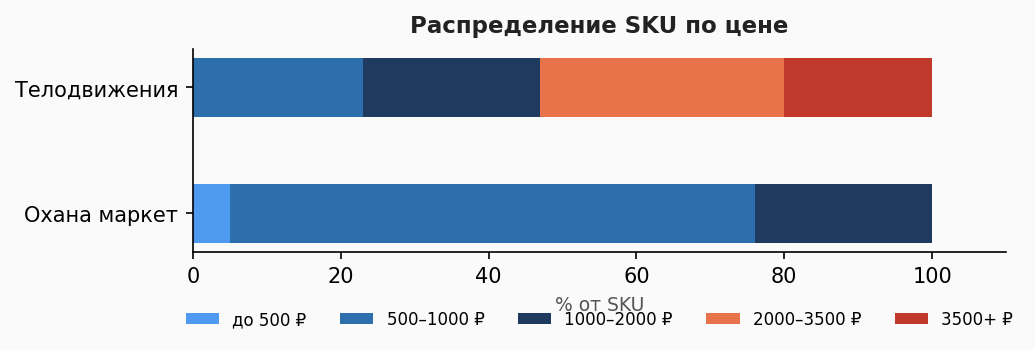 Распределение SKU по цене
Телодвижения
Охана маркет
0 20 40 60 80 100
% от SKU
до 500 ₽ 500–1000 ₽ 1000–2000 ₽ 2000–3500 ₽ 3500+ ₽